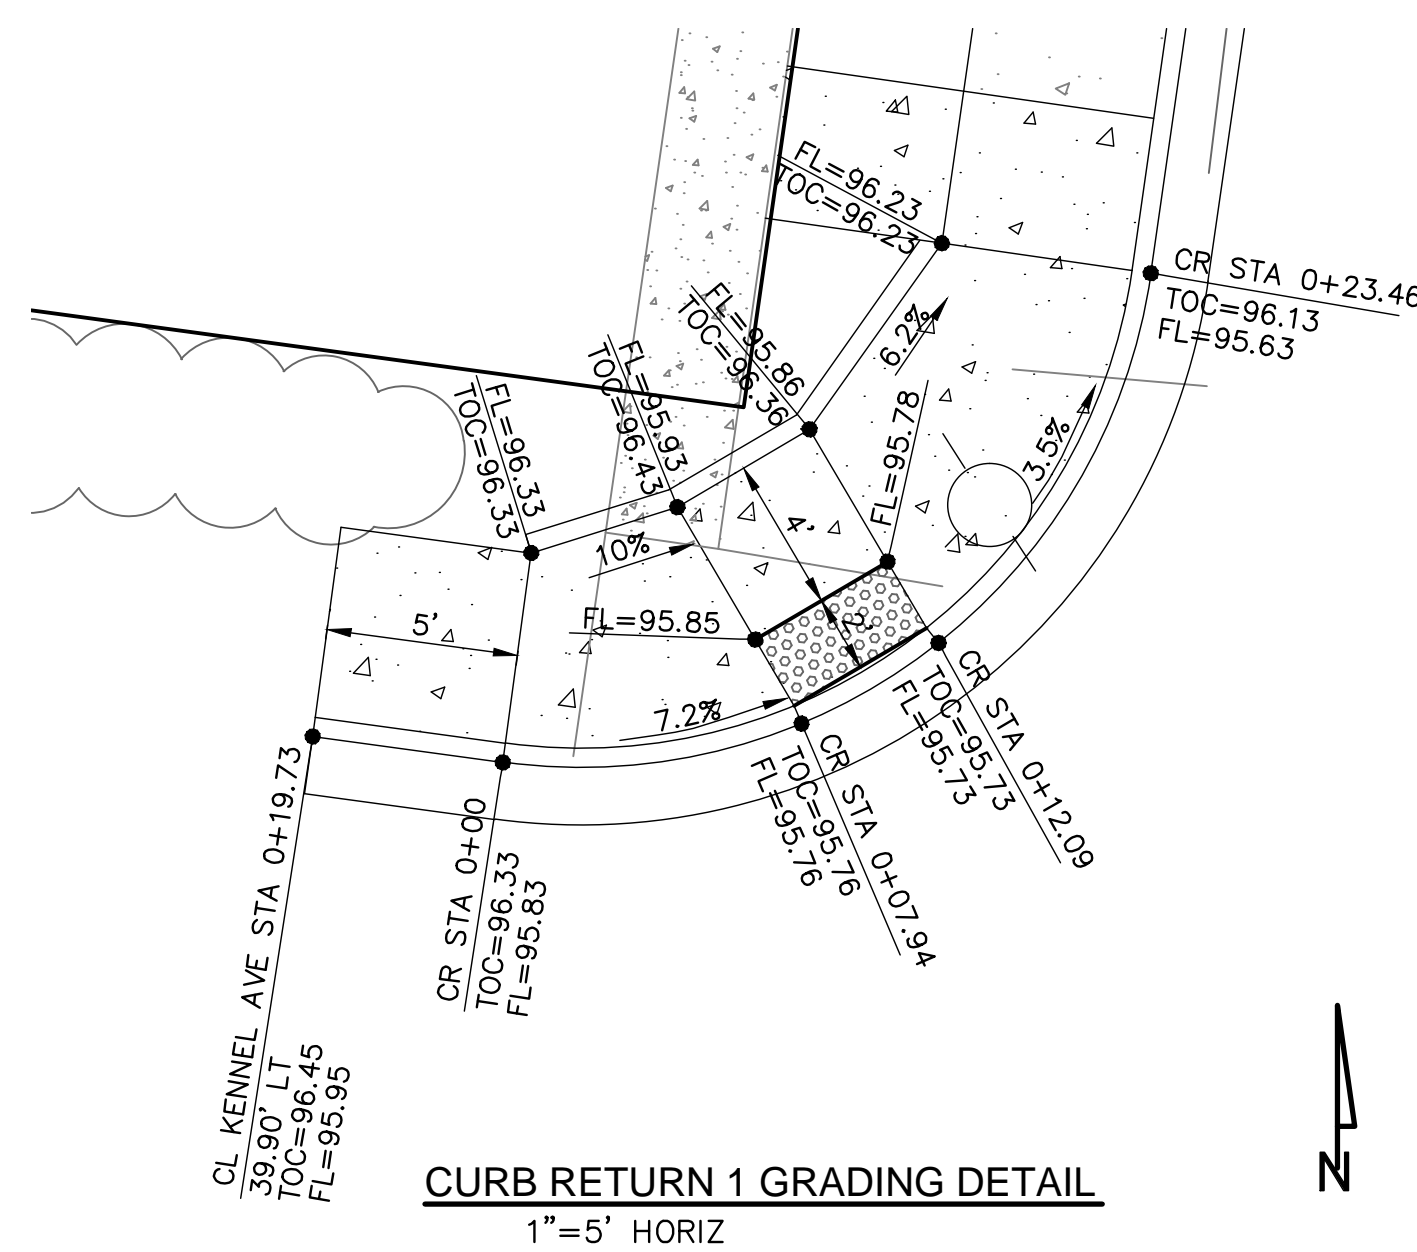 FL=96.23
TOC=96.23
CR STA 0+23.46
TOC=96.13
FL=95.63
FL=95.86
TOC=96.36
FL=95.93
TOC=96.43
FL=96.33
TOC=96.33
6.2%
FL=95.78
3.5%
4'
10%
FL=95.85
2'
5'
7.2%
CR STA 0+12.09
TOC=95.73
FL=95.73
CR STA 0+07.94
TOC=95.76
FL=95.76
CR STA 0+00
TOC=96.33
FL=95.83
CL KENNEL AVE STA 0+19.73
39.90' LT
TOC=96.45
FL=95.95
N
CURB RETURN 1 GRADING DETAIL
1"=5' HORIZ